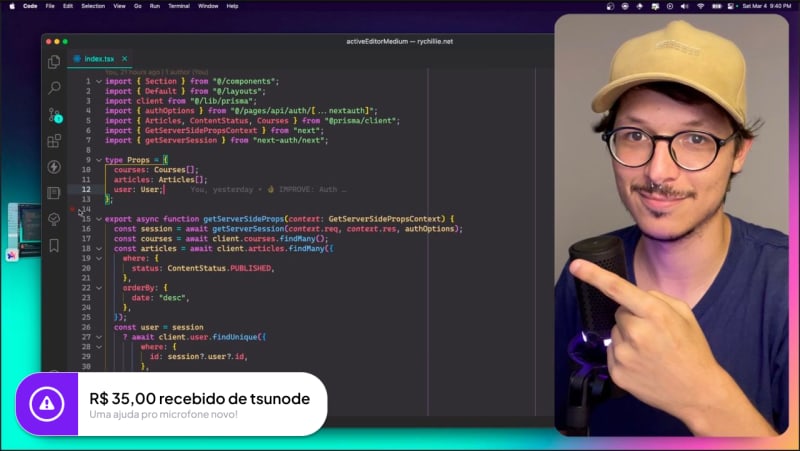 Code File Edit Selection View Go Run Terminal Window Help
Sat Mar 4 9:40 PM
activeEditorMedium — rychillie.net
index.tsx
You, 21 hours ago | 1 author (You)
1 import { Section } from "@/components";
2 import { Default } from "@/layouts";
3 import client from "@/lib/prisma";
4 import { authOptions } from "@/pages/api/auth/[...nextauth]";
5 import { Articles, ContentStatus, Courses } from "@prisma/client";
6 import { GetServerSidePropsContext } from "next";
7 import { getServerSession } from "next-auth/next";
9 type Props = {
10 courses: Courses[];
11 articles: Articles[];
12 user: User; You, yesterday • 👌 IMPROVE: Auth …
13 };
14
15 export async function getServerSideProps(context: GetServerSidePropsContext) {
16 const session = await getServerSession(context.req, context.res, authOptions);
17 const courses = await client.courses.findMany();
18 const articles = await client.articles.findMany({
19 where: {
20 status: ContentStatus.PUBLISHED,
21 },
22 orderBy: {
23 date: "desc",
24 },
25 });
26 const user = session
27 ? await client.user.findUnique({
28 where: {
29 id: session?.user?.id,
30 },
R$ 35,00 recebido de tsunode
Uma ajuda pro microfone novo!